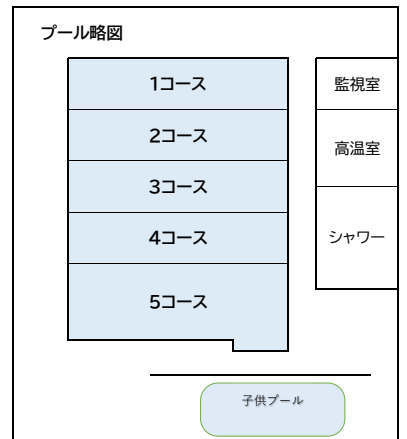 プール略図
1コース
2コース
3コース
4コース
5コース
監視室
高温室
シャワー
子供プール